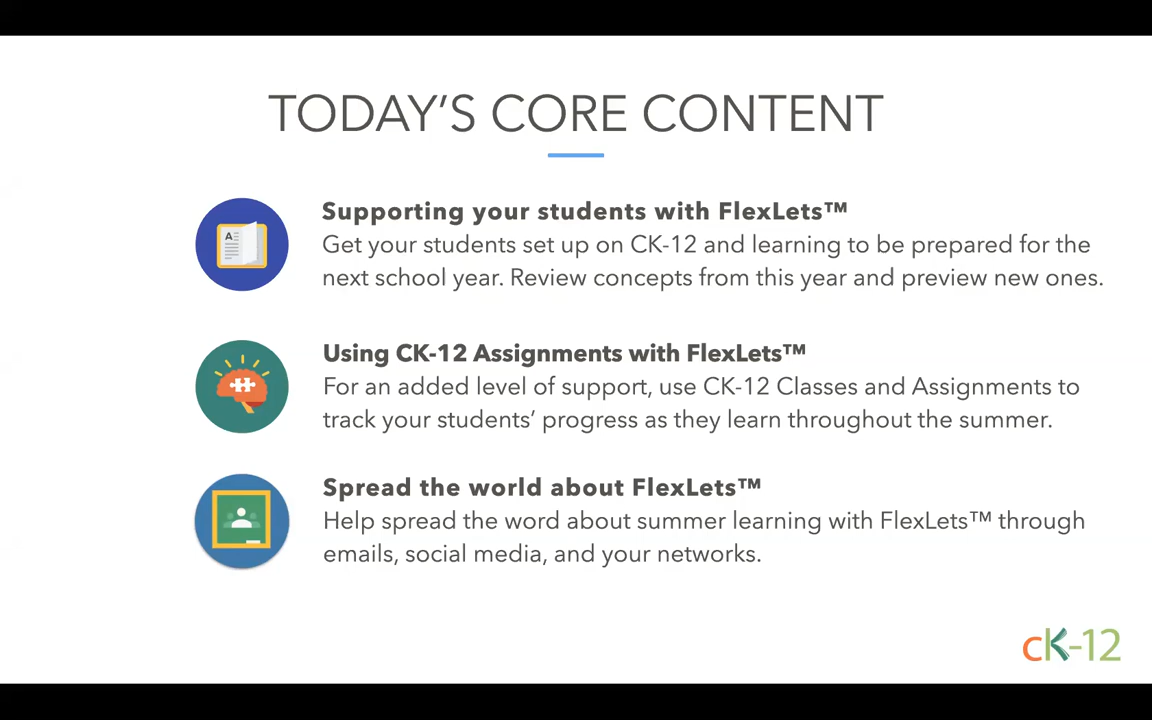 TODAY'S CORE CONTENT
Supporting your students with FlexLets™
Get your students set up on CK-12 and learning to be prepared for the
next school year. Review concepts from this year and preview new ones.
Using CK-12 Assignments with FlexLets™
For an added level of support, use CK-12 Classes and Assignments to
track your students' progress as they learn throughout the summer.
Spread the world about FlexLets™
Help spread the word about summer learning with FlexLets™ through
emails, social media, and your networks.
A
cK-12